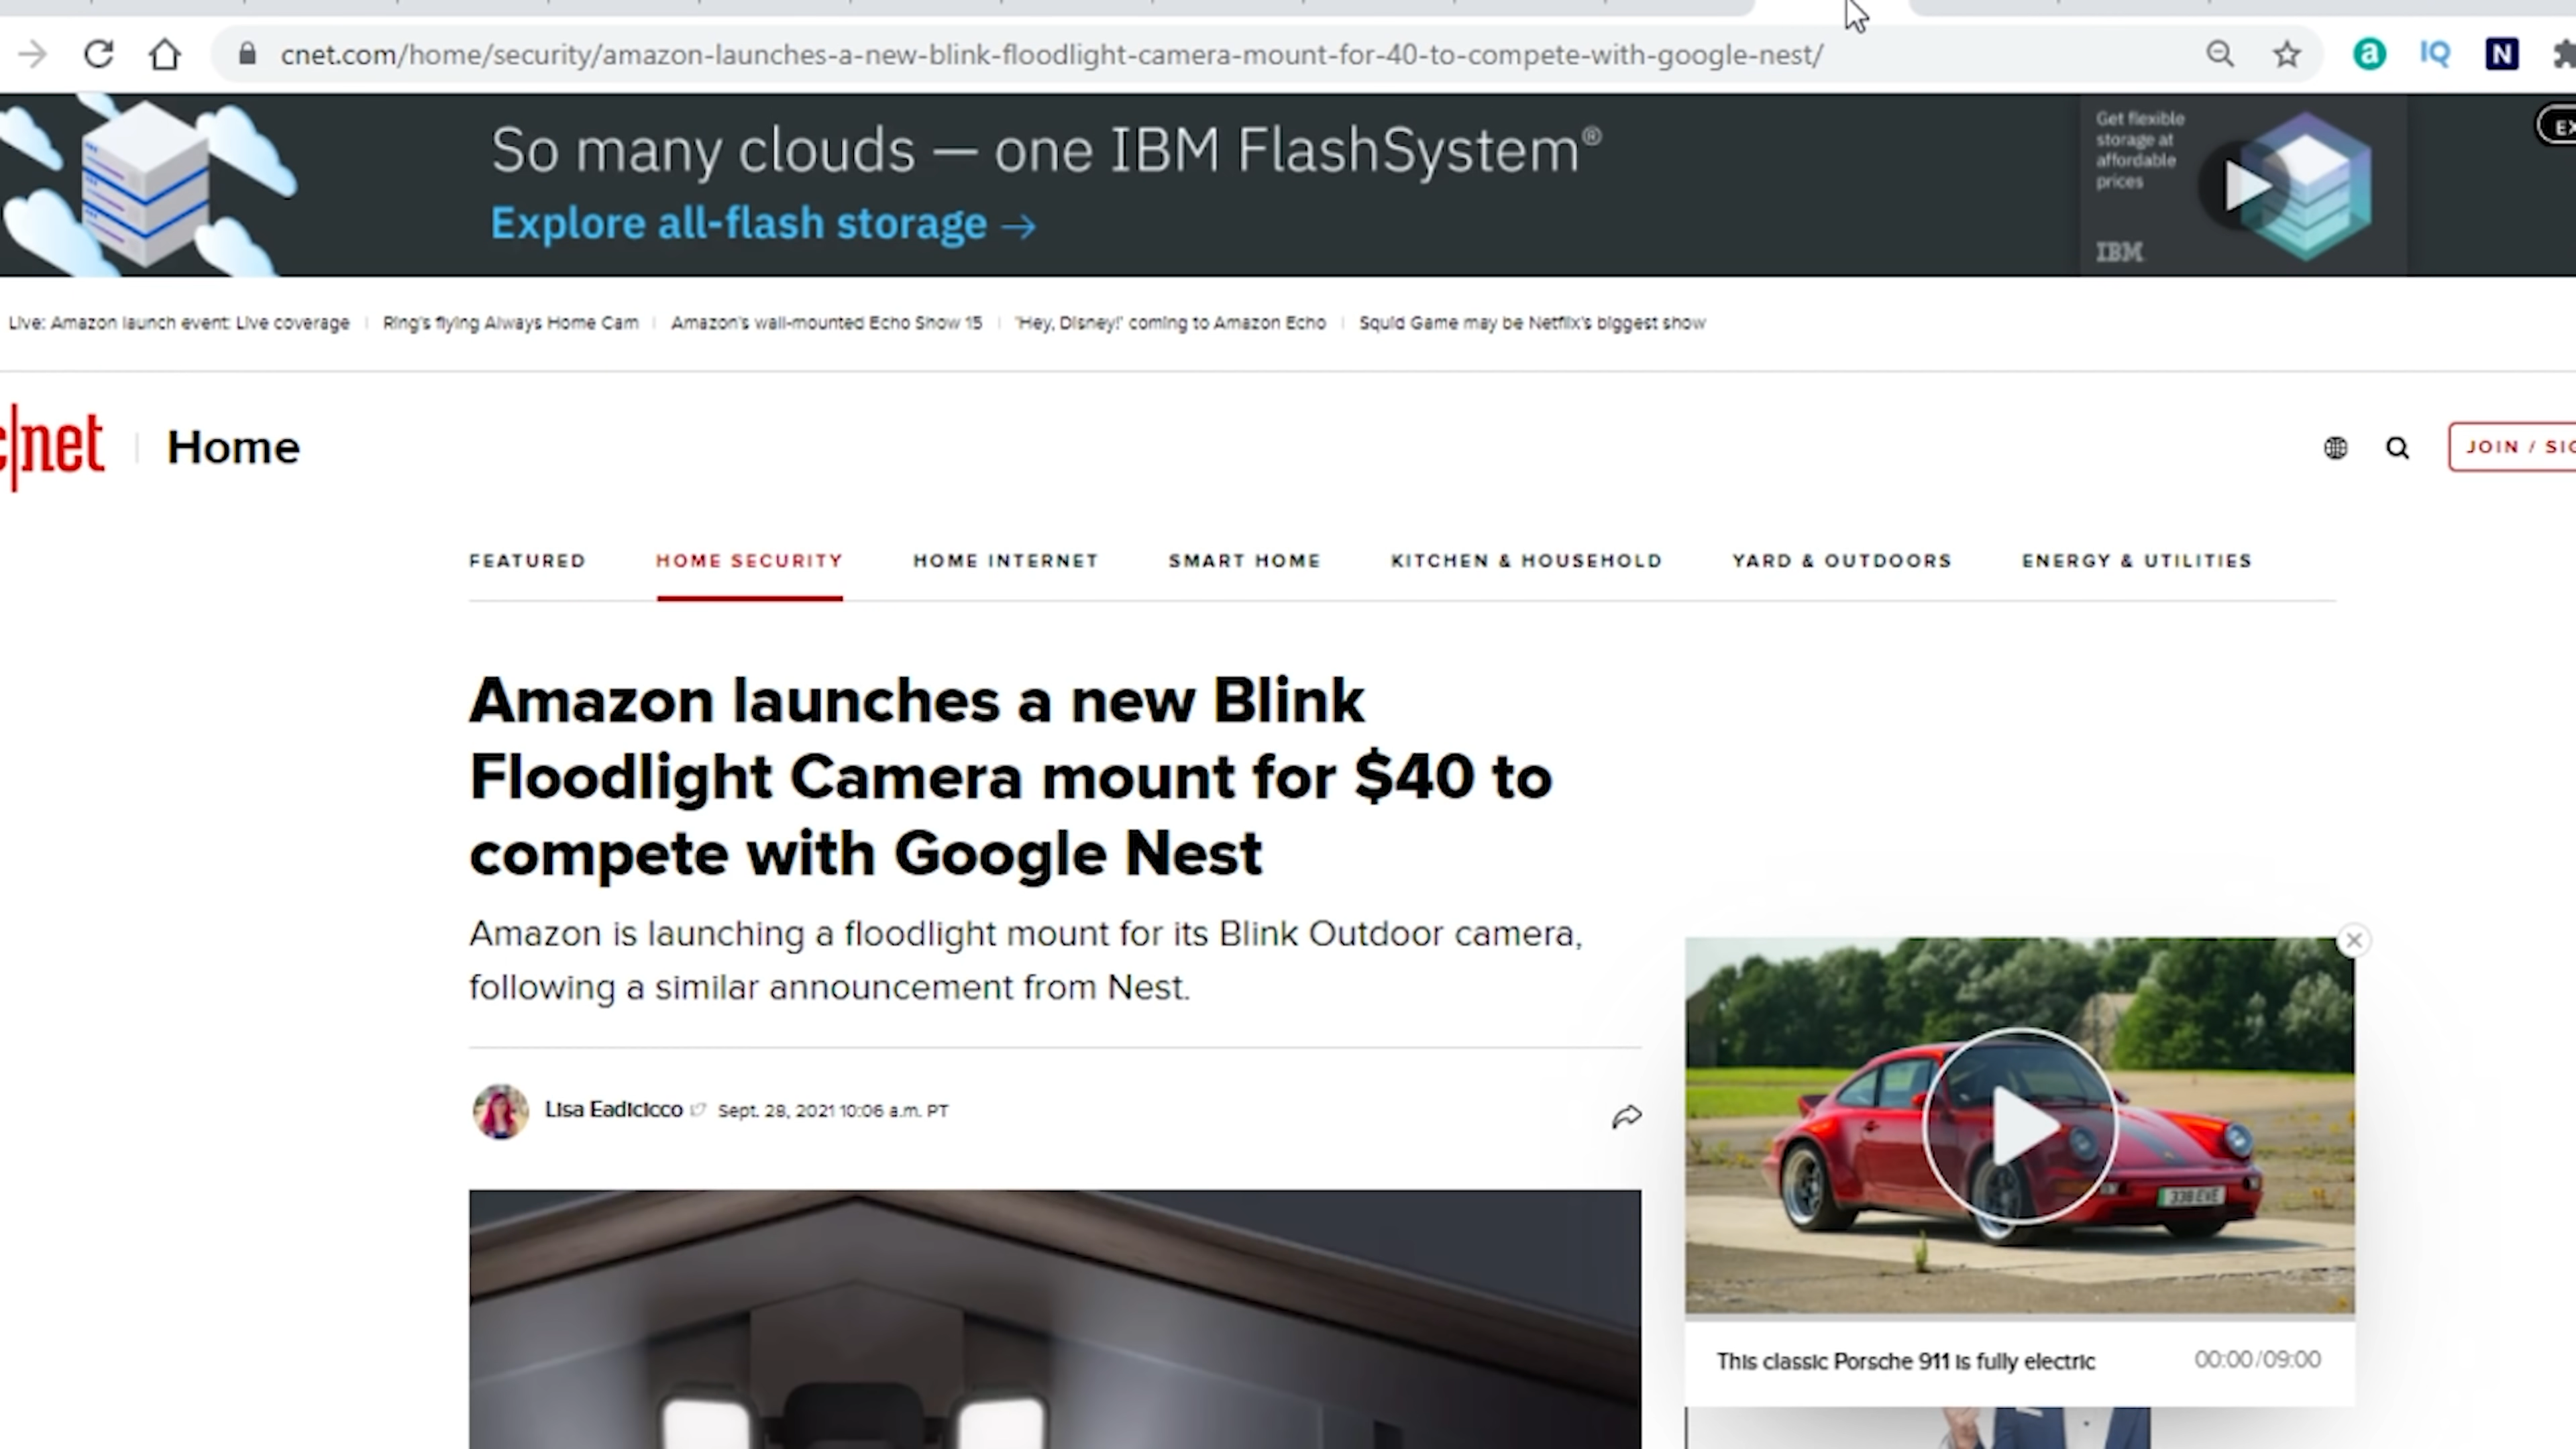 cnet.com/home/security/amazon-launches-a-new-blink-floodlight-camera-mount-for-40-to-compete-with-google-nest/
a
IQ
N
So many clouds — one IBM FlashSystem®
Explore all-flash storage →
Get flexible
storage at
affordable
prices
IBM
EX
Live: Amazon launch event: Live coverage
Ring's flying Always Home Cam
Amazon's wall-mounted Echo Show 15
'Hey, Disney!' coming to Amazon Echo
Squid Game may be Netflix's biggest show
c|net
Home
JOIN / SIG
FEATURED
HOME SECURITY
HOME INTERNET
SMART HOME
KITCHEN & HOUSEHOLD
YARD & OUTDOORS
ENERGY & UTILITIES
Amazon launches a new Blink
Floodlight Camera mount for $40 to
compete with Google Nest
Amazon is launching a floodlight mount for its Blink Outdoor camera,
following a similar announcement from Nest.
Lisa Eadicicco
Sept. 28, 2021 10:06 a.m. PT
338 EVE
This classic Porsche 911 is fully electric
00:00/09:00